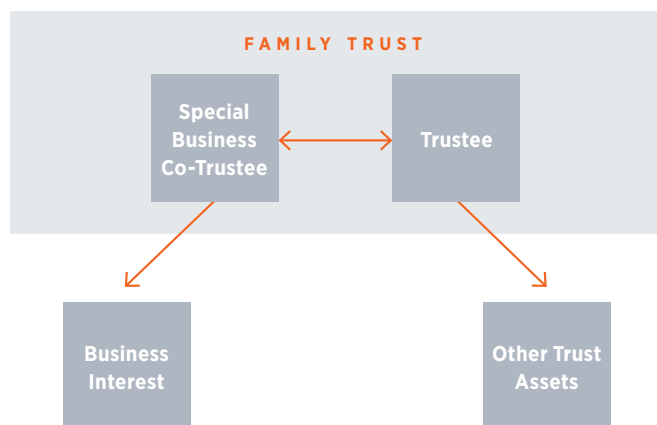 FAMILY TRUST
Special
Business
Co-Trustee
Trustee
Business
Interest
Other Trust
Assets